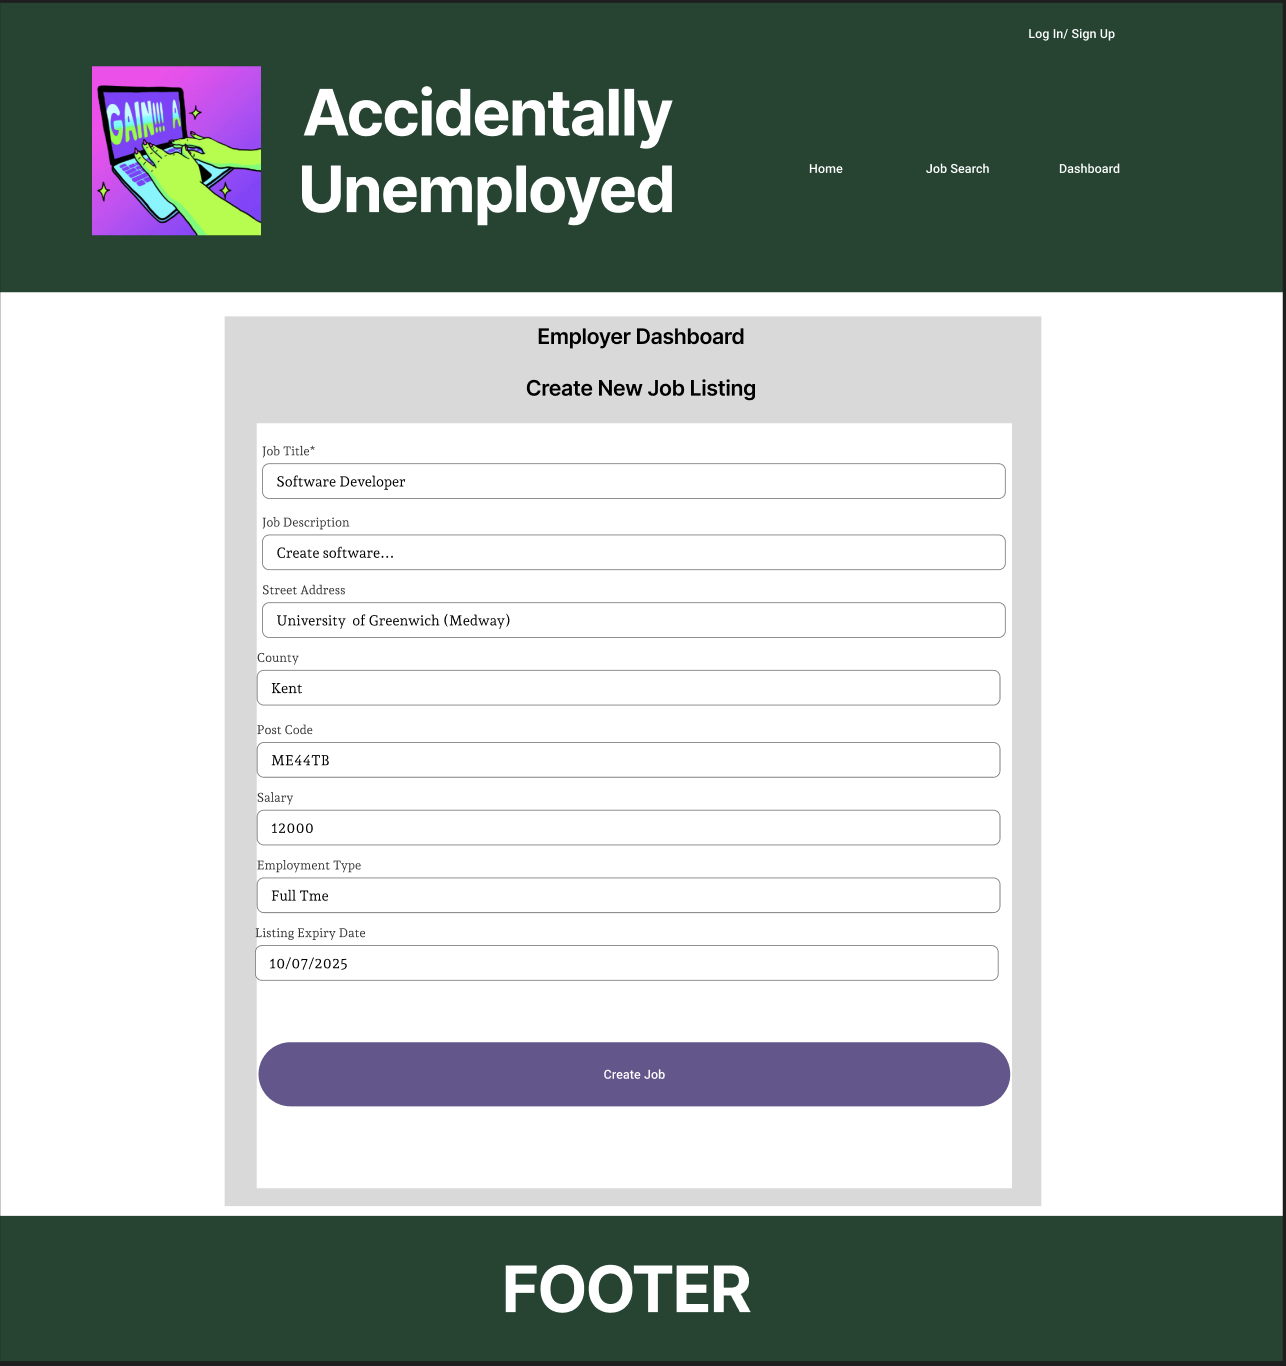 Log In/ Sign Up
GAIN!!! A
Accidentally
Unemployed
Home Job Search Dashboard
Employer Dashboard
Create New Job Listing
Job Title*
Software Developer
Job Description
Create software...
Street Address
University of Greenwich (Medway)
County
Kent
Post Code
ME44TB
Salary
12000
Employment Type
Full Tme
Listing Expiry Date
10/07/2025
Create Job
FOOTER